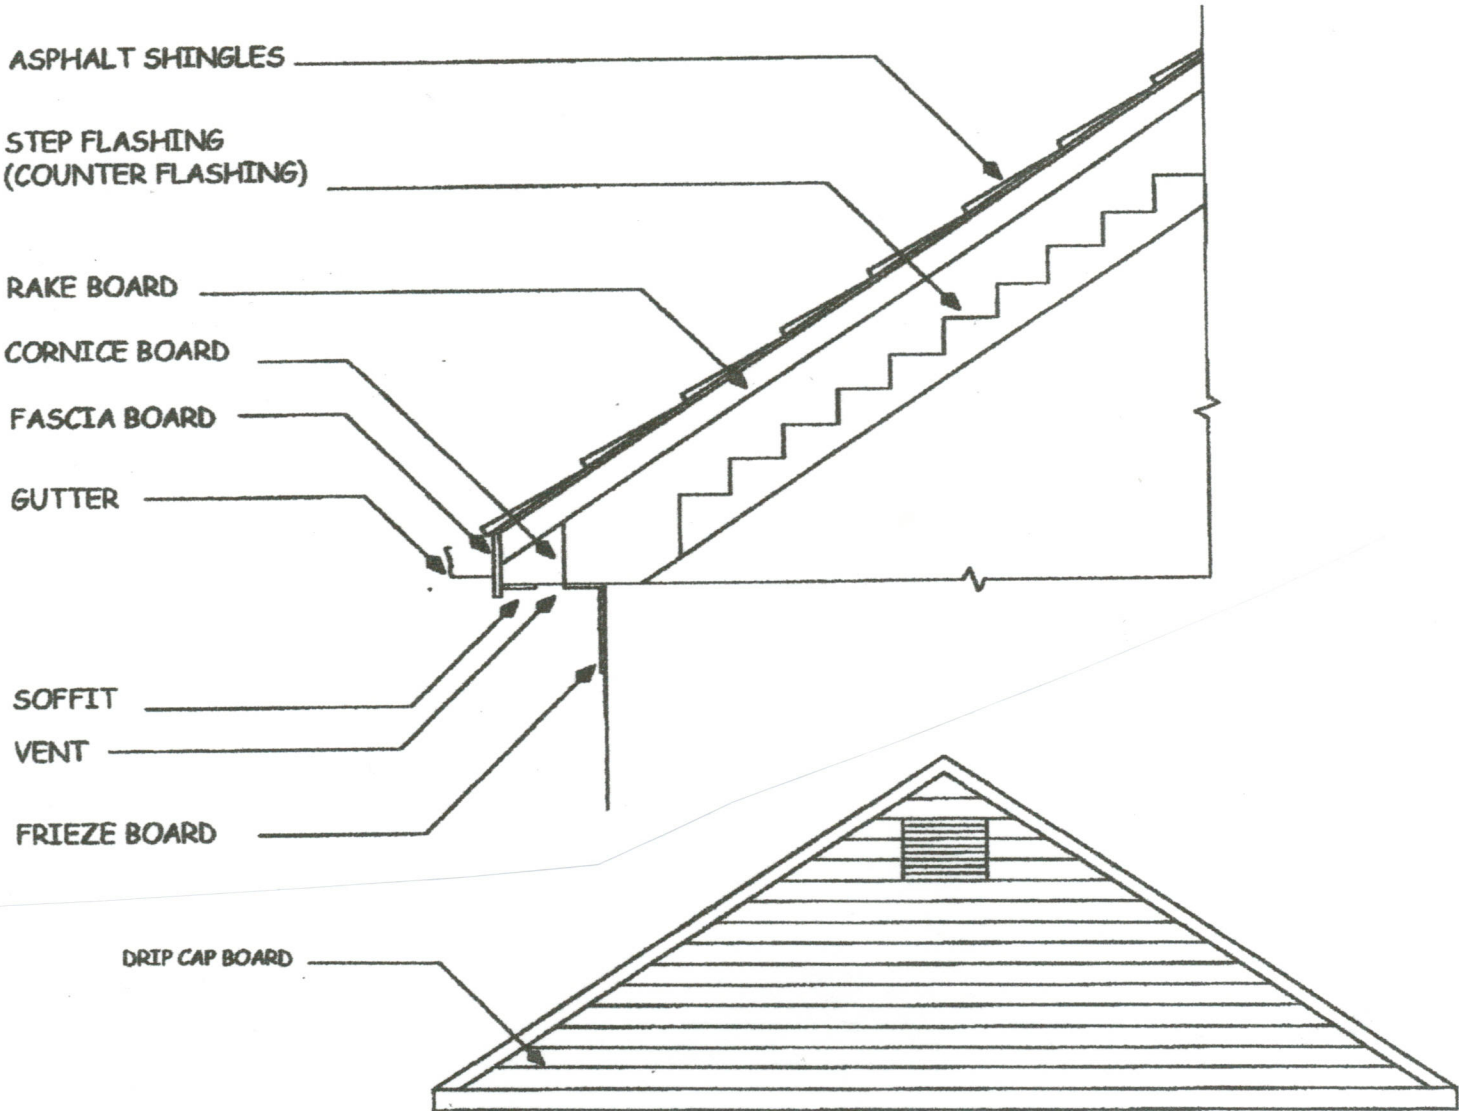 ASPHALT SHINGLES
STEP FLASHING
(COUNTER FLASHING)
RAKE BOARD
CORNICE BOARD
FASCIA BOARD
GUTTER
SOFFIT
VENT
FRIEZE BOARD
DRIP CAP BOARD